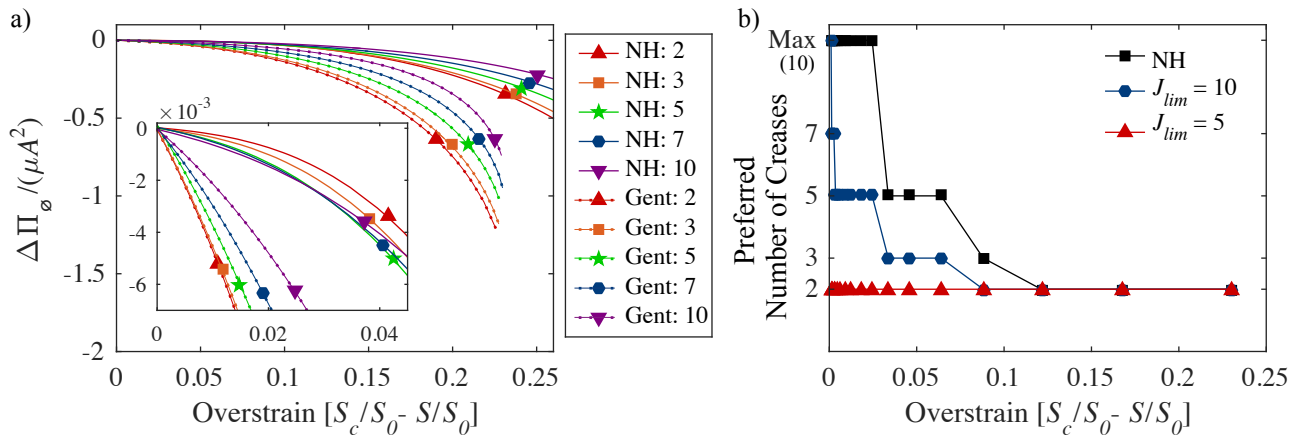 a)
0
-0.5
-1
-1.5
-2
0
0.05
0.1
0.15
0.2
0.25
ΔΠ_ø/(μA²)
Overstrain [S_c/S_0- S/S_0]
× 10⁻³
0
-2
-4
-6
0
0.02
0.04
NH: 2
NH: 3
NH: 5
NH: 7
NH: 10
Gent: 2
Gent: 3
Gent: 5
Gent: 7
Gent: 10
b)
Max
(10)
7
5
3
2
0
0.05
0.1
0.15
0.2
0.25
Preferred
Number of Creases
Overstrain [S_c/S_0- S/S_0]
NH
J_lim = 10
J_lim = 5